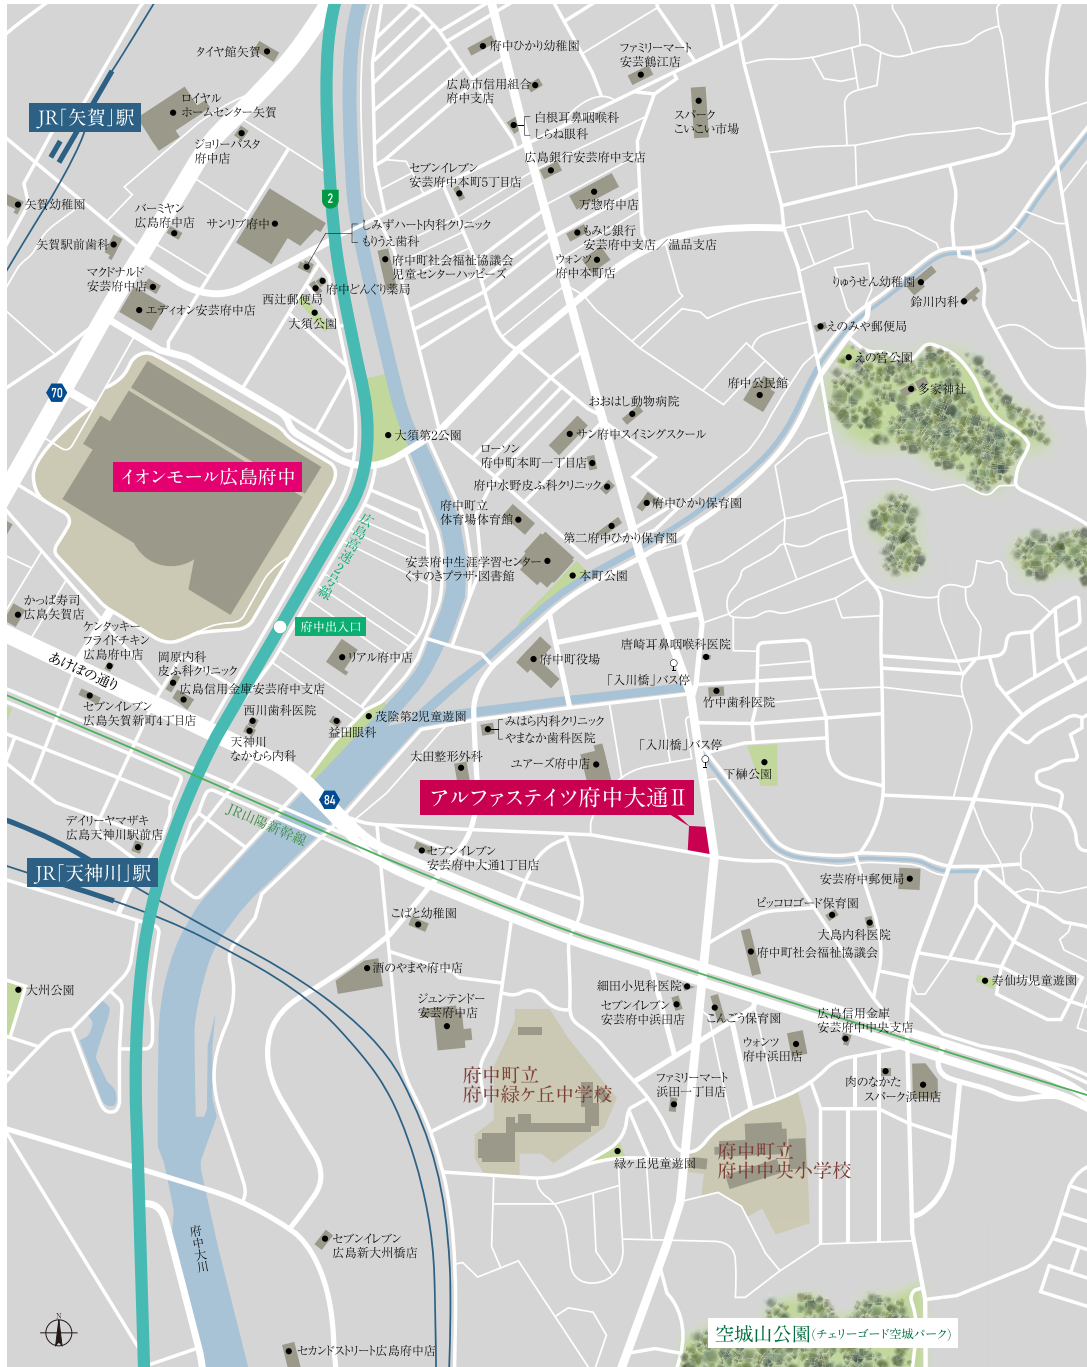 タイヤ館矢賀
府中ひかり幼稚園
ファミリーマート
安芸鶴江店
JR「矢賀」駅
ロイヤル
ホームセンター矢賀
広島市信用組合
府中支店
スパーク
こいこい市場
ジョリーパスタ
府中店
白根耳鼻咽喉科
しらね眼科
広島銀行安芸府中支店
セブンイレブン
安芸府中本町5丁目店
2
矢賀幼稚園
バーミヤン
広島府中店
サンリブ府中
しみずハート内科クリニック
もりうえ歯科
万惣府中店
もみじ銀行
安芸府中支店／温品支店
矢賀駅前歯科
府中町社会福祉協議会
児童センターハッピーズ
ウォンツ
府中本町店
マクドナルド
安芸府中店
府中どんぐり薬局
西辻郵便局
りゅうせん幼稚園
鈴川内科
エディオン安芸府中店
大須公園
えのみや郵便局
えの宮公園
70
府中公民館
多家神社
おおはし動物病院
大須第2公園
サン府中スイミングスクール
ローソン
府中町本町一丁目店
イオンモール広島府中
府中水野皮ふ科クリニック
府中町立
体育場体育館
府中ひかり保育園
広島高速2号線
第二府中ひかり保育園
安芸府中生涯学習センター
くすのきプラザ・図書館
本町公園
かっぱ寿司
広島矢賀店
府中出入口
ケンタッキー
フライドチキン
広島府中店
岡原内科
皮ふ科クリニック
リアル府中店
府中町役場
唐崎耳鼻咽喉科医院
「入川橋」バス停
あけぼの通り
広島信用金庫安芸府中支店
セブンイレブン
広島矢賀新町4丁目店
西川歯科医院
益田眼科
茂陰第2児童遊園
竹中歯科医院
みはら内科クリニック
やまなか歯科医院
天神川
なかむら内科
太田整形外科
ユアーズ府中店
「入川橋」バス停
下榊公園
84
アルファステイツ府中大通Ⅱ
JR山陽新幹線
デイリーヤマザキ
広島天神川駅前店
JR「天神川」駅
セブンイレブン
安芸府中大通1丁目店
安芸府中郵便局
こばと幼稚園
ピッコロゴード保育園
大島内科医院
府中町社会福祉協議会
酒のやまや府中店
大州公園
ジュンテンドー
安芸府中店
細田小児科医院
セブンイレブン
安芸府中浜田店
こんごう保育園
寿仙坊児童遊園
広島信用金庫
安芸府中中央支店
ウォンツ
府中浜田店
府中町立
府中緑ケ丘中学校
ファミリーマート
浜田一丁目店
肉のなかた
スパーク浜田店
緑ヶ丘児童遊園
府中町立
府中中央小学校
府中大川
セブンイレブン
広島新大州橋店
N
空城山公園(チェリーゴード空城パーク)
セカンドストリート広島府中店